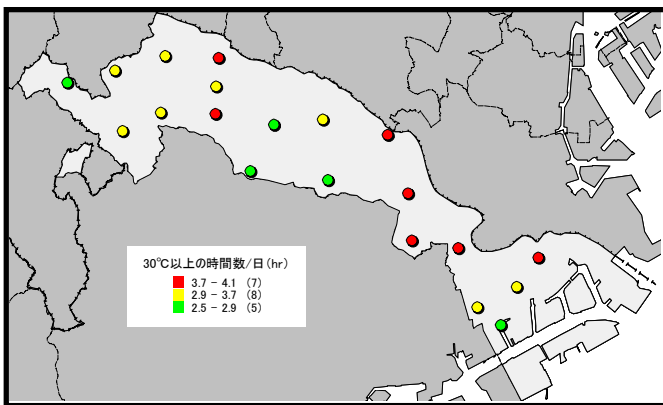 30℃以上の時間数/日(hr)
3.7 - 4.1 (7)
2.9 - 3.7 (8)
2.5 - 2.9 (5)